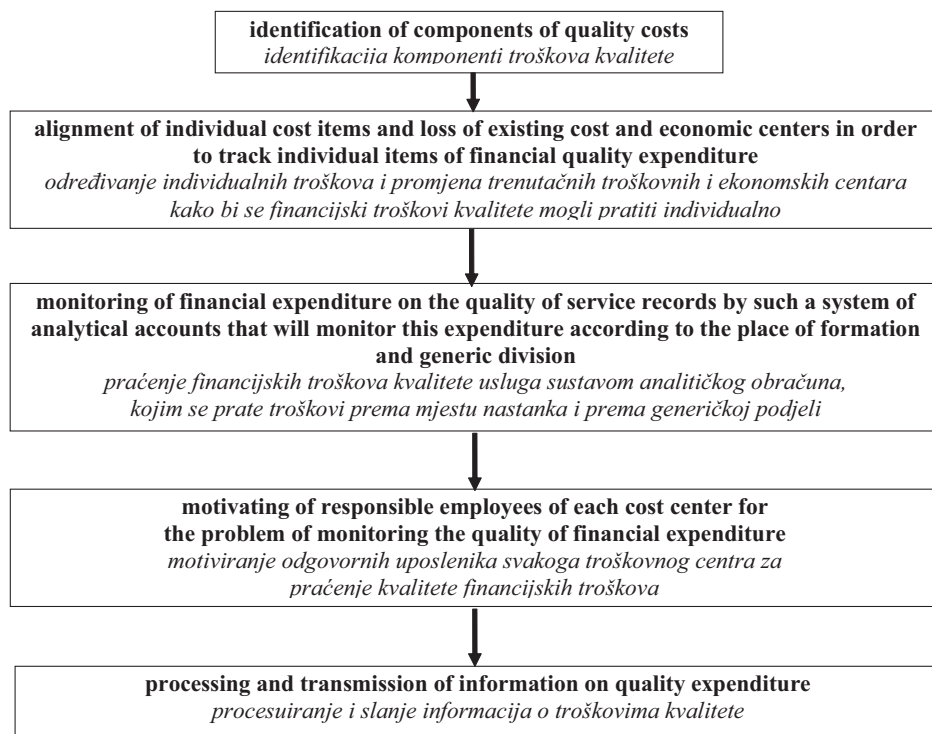 identification of components of quality costs
identifikacija komponenti troškova kvalitete
alignment of individual cost items and loss of existing cost and economic centers in order
to track individual items of financial quality expenditure
određivanje individualnih troškova i promjena trenutačnih troškovnih i ekonomskih centara
kako bi se financijski troškovi kvalitete mogli pratiti individualno
monitoring of financial expenditure on the quality of service records by such a system of
analytical accounts that will monitor this expenditure according to the place of formation
and generic division
praćenje financijskih troškova kvalitete usluga sustavom analitičkog obračuna,
kojim se prate troškovi prema mjestu nastanka i prema generičkoj podjeli
motivating of responsible employees of each cost center for
the problem of monitoring the quality of financial expenditure
motiviranje odgovornih uposlenika svakoga troškovnog centra za
praćenje kvalitete financijskih troškova
processing and transmission of information on quality expenditure
procesuiranje i slanje informacija o troškovima kvalitete